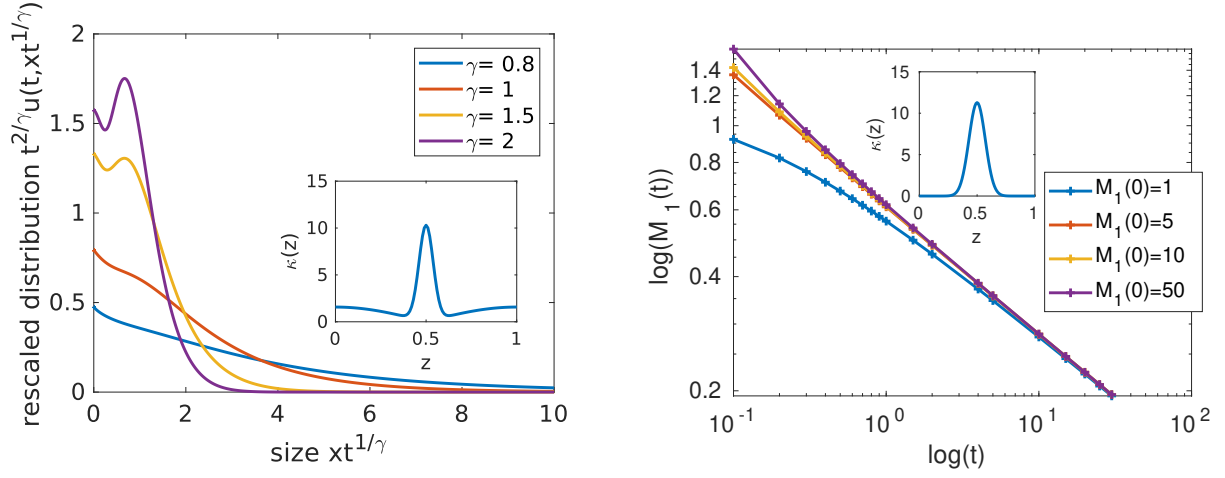 rescaled distribution t^{2/γ}u(t,xt^{1/γ})
2
1.5
1
0.5
0
0
2
4
6
8
10
size xt^{1/γ}
γ= 0.8
γ= 1
γ= 1.5
γ= 2
κ(z)
15
10
5
0
0
0.5
1
z
log(M_1(t))
1.4
1.2
1
0.8
0.6
0.4
0.2
10^{-1}
10^0
10^1
10^2
log(t)
κ(z)
15
10
5
0
0
0.5
1
z
M_1(0)=1
M_1(0)=5
M_1(0)=10
M_1(0)=50